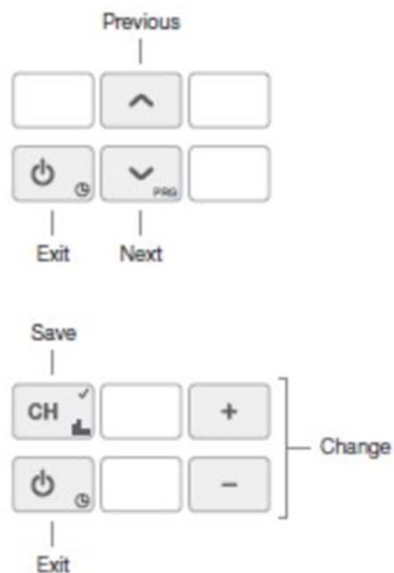 Previous
PRG
Exit
Next
Save
CH
+
Change
−
Exit